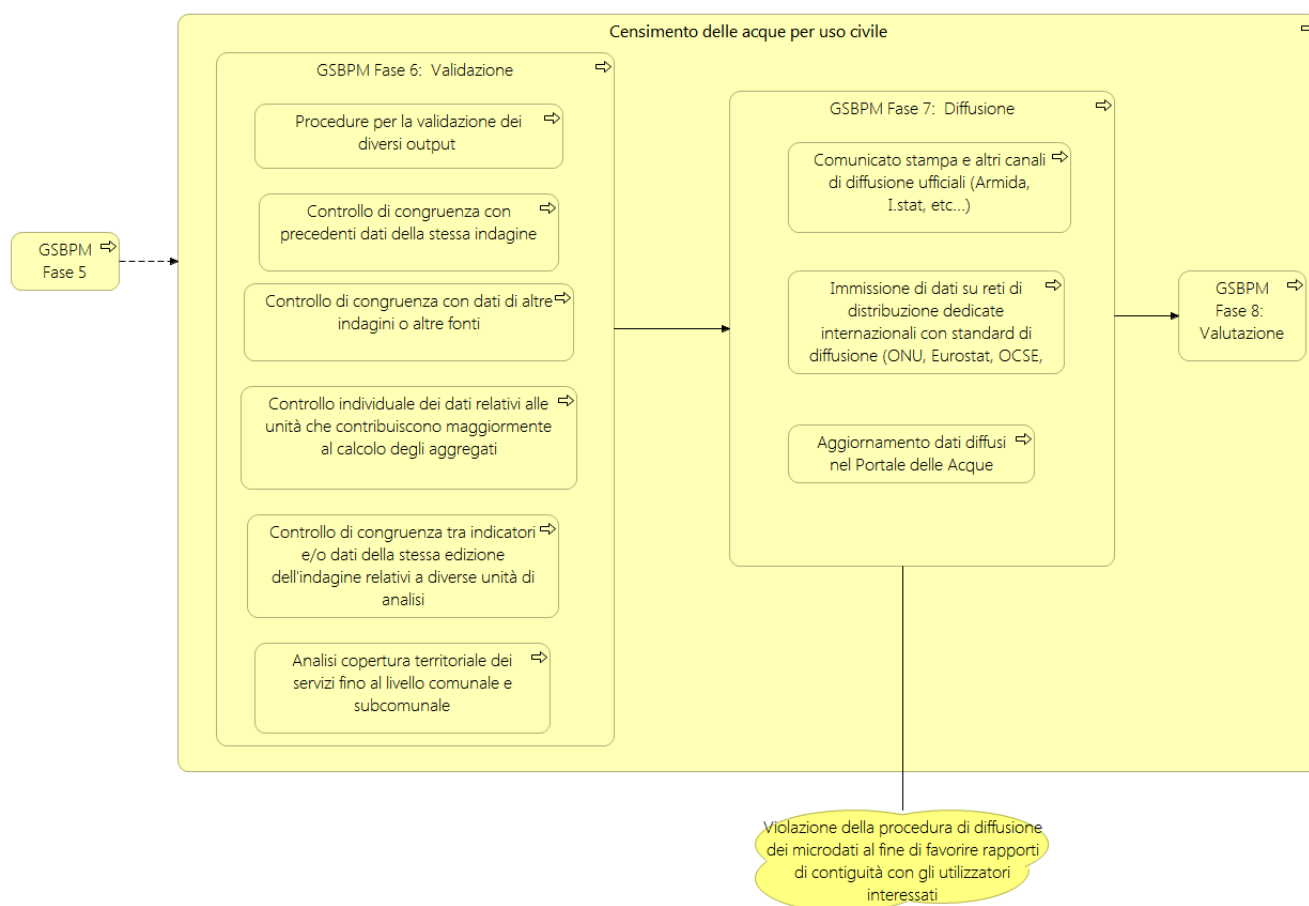 Censimento delle acque per uso civile
GSBPM
Fase 5
GSBPM Fase 6:  Validazione
Procedure per la validazione dei
diversi output
Controllo di congruenza con
precedenti dati della stessa indagine
Controllo di congruenza con dati di altre
indagini o altre fonti
Controllo individuale dei dati relativi alle
unità che contribuiscono maggiormente
al calcolo degli aggregati
Controllo di congruenza tra indicatori
e/o dati della stessa edizione
dell'indagine relativi a diverse unità di
analisi
Analisi copertura territoriale dei
servizi fino al livello comunale e
subcomunale
GSBPM Fase 7:  Diffusione
Comunicato stampa e altri canali
di diffusione ufficiali (Armida,
I.stat, etc...)
Immissione di dati su reti di
distribuzione dedicate
internazionali con standard di
diffusione (ONU, Eurostat, OCSE,
Aggiornamento dati diffusi
nel Portale delle Acque
GSBPM
Fase 8:
Valutazione
Violazione della procedura di diffusione
dei microdati al fine di favorire rapporti
di contiguità con gli utilizzatori
interessati